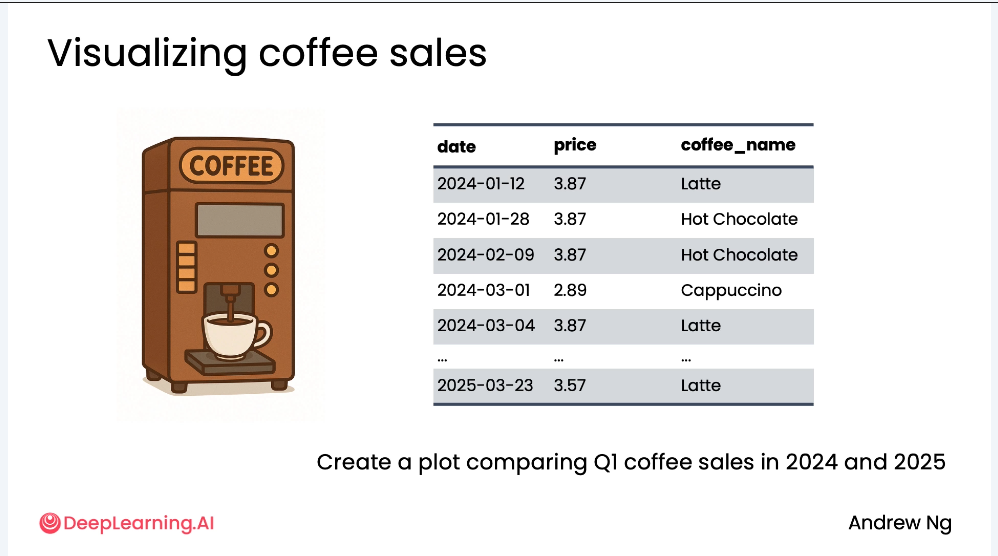 Visualizing coffee sales
COFFEE
date price coffee_name
2024-01-12 3.87 Latte
2024-01-28 3.87 Hot Chocolate
2024-02-09 3.87 Hot Chocolate
2024-03-01 2.89 Cappuccino
2024-03-04 3.87 Latte
... ... ...
2025-03-23 3.57 Latte
Create a plot comparing Q1 coffee sales in 2024 and 2025
DeepLearning.AI Andrew Ng